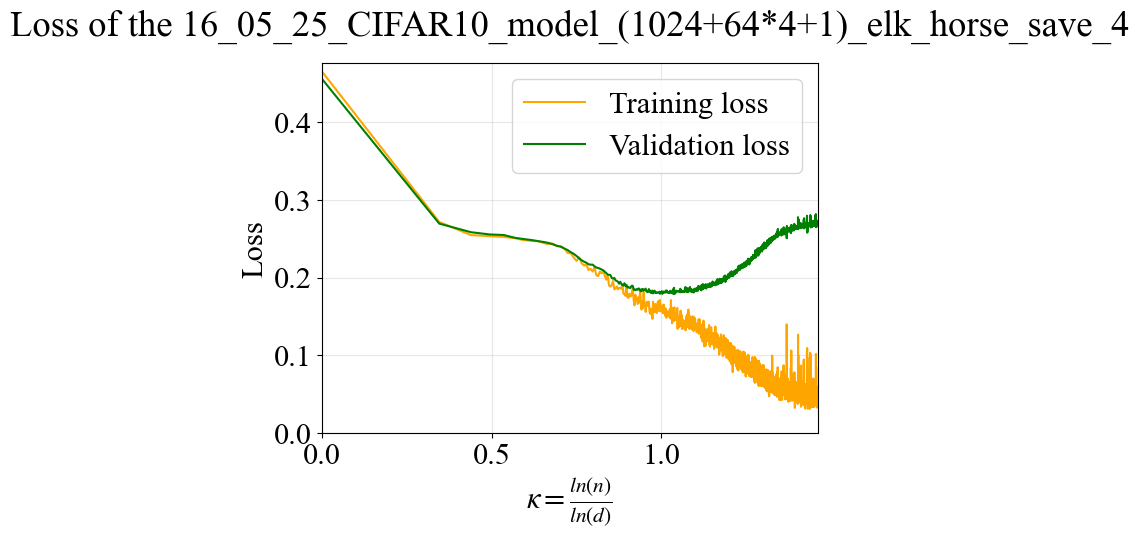 Loss of the 16_05_25_CIFAR10_model_(1024+64*4+1)_elk_horse_save_4
Training loss
Validation loss
Loss
0.4
0.3
0.2
0.1
0.0
0.0 0.5 1.0
κ = ln(n)/ln(d)